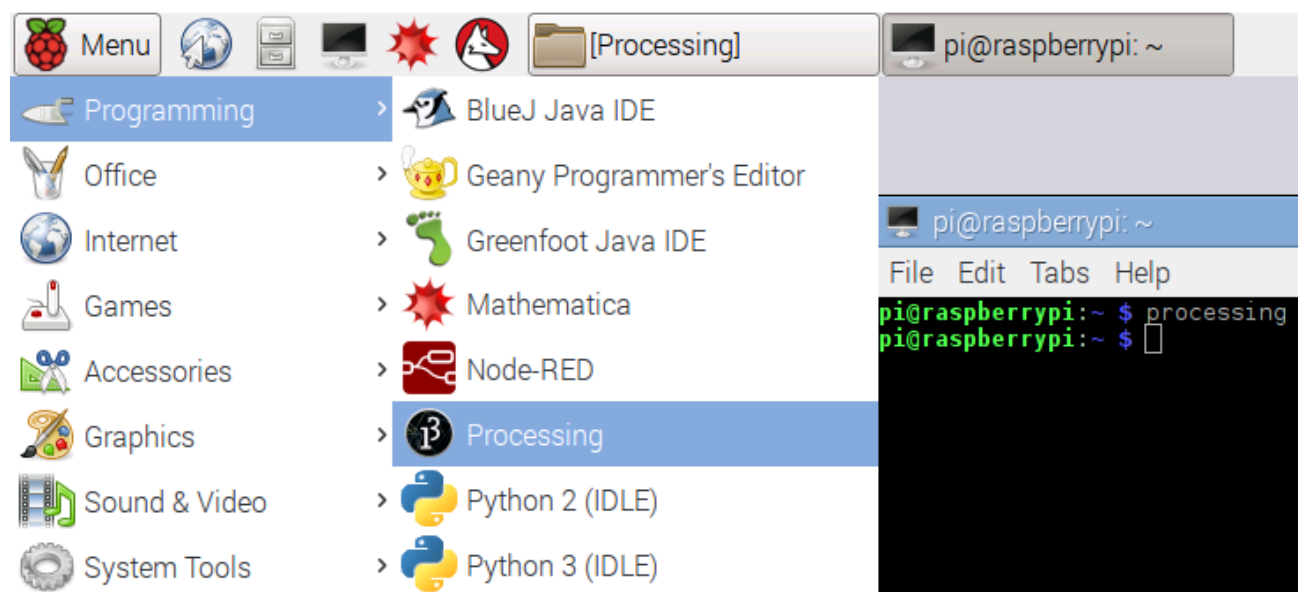 Menu [Processing] pi@raspberrypi: ~
Programming
Office
Internet
Games
Accessories
Graphics
Sound & Video
System Tools
BlueJ Java IDE
Geany Programmer's Editor
Greenfoot Java IDE
Mathematica
Node-RED
Processing
Python 2 (IDLE)
Python 3 (IDLE)
pi@raspberrypi: ~
File Edit Tabs Help
pi@raspberrypi:~ $ processing
pi@raspberrypi:~ $